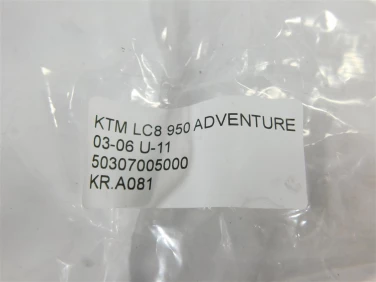 KTM LC8 950 ADVENTURE
03-06 U-11
50307005000
KR.A081